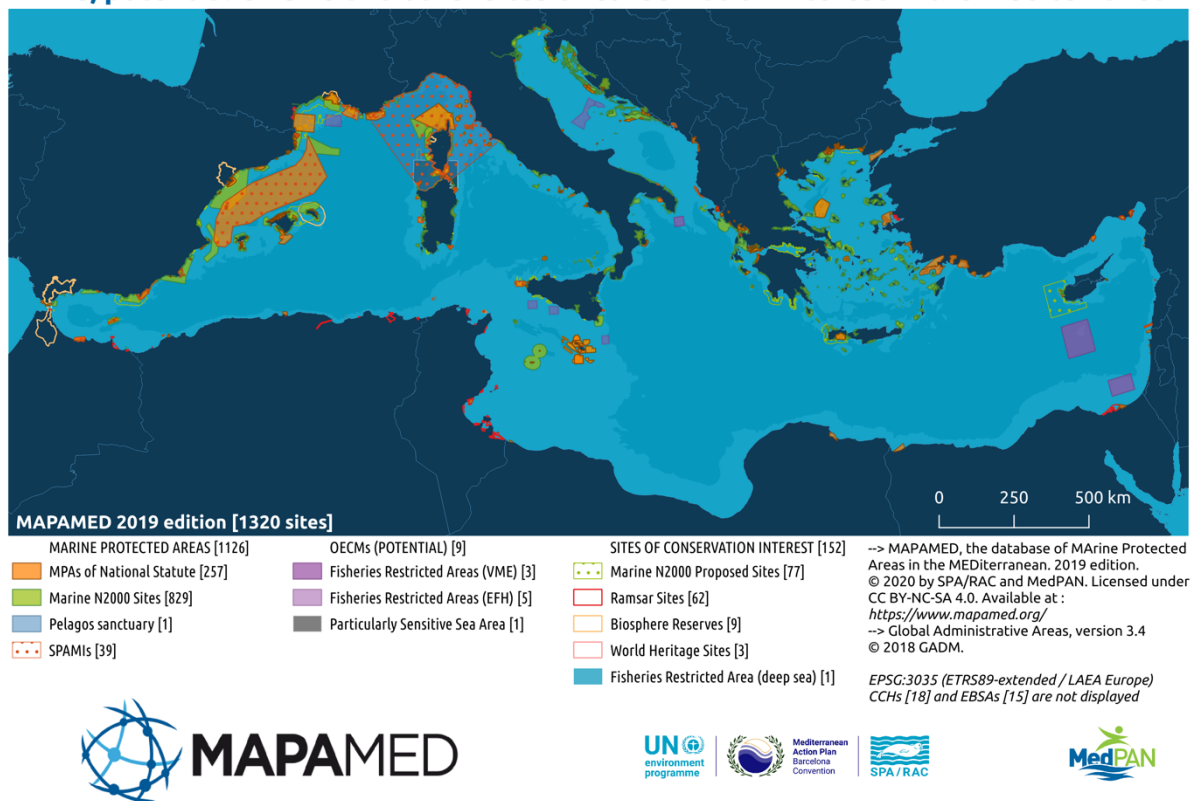 0 250 500 km
MAPAMED 2019 edition [1320 sites]
MARINE PROTECTED AREAS [1126]
MPAs of National Statute [257]
Marine N2000 Sites [829]
Pelagos sanctuary [1]
SPAMIs [39]
OECMs (POTENTIAL) [9]
Fisheries Restricted Areas (VME) [3]
Fisheries Restricted Areas (EFH) [5]
Particularly Sensitive Sea Area [1]
SITES OF CONSERVATION INTEREST [152]
Marine N2000 Proposed Sites [77]
Ramsar Sites [62]
Biosphere Reserves [9]
World Heritage Sites [3]
Fisheries Restricted Area (deep sea) [1]
--> MAPAMED, the database of MArine Protected
Areas in the MEDiterranean. 2019 edition.
© 2020 by SPA/RAC and MedPAN. Licensed under
CC BY-NC-SA 4.0. Available at :
https://www.mapamed.org/
--> Global Administrative Areas, version 3.4
© 2018 GADM.
EPSG:3035 (ETRS89-extended / LAEA Europe)
CCHs [18] and EBSAs [15] are not displayed
MAPAMED
UN
environment
programme
Mediterranean
Action Plan
Barcelona
Convention
SPA/RAC
MedPAN